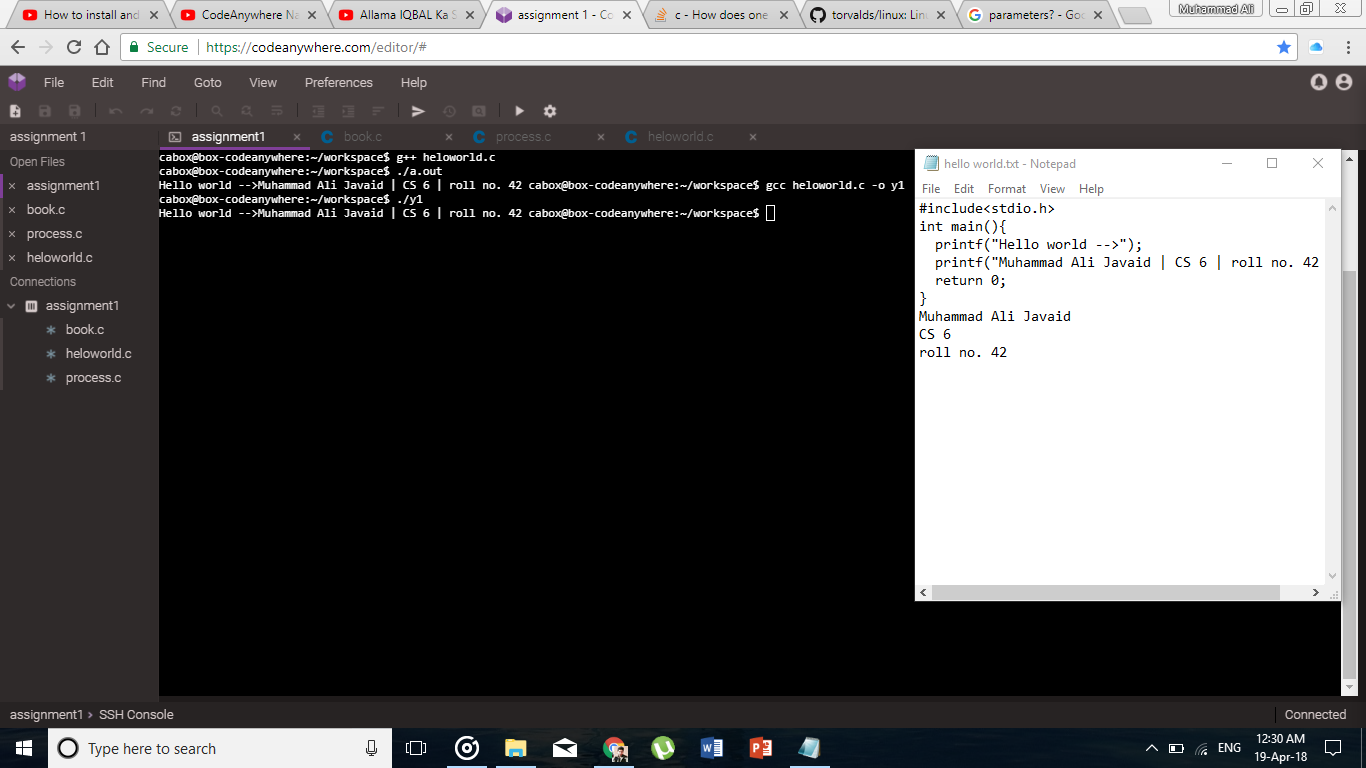 How to install and
CodeAnywhere Na
Allama IQBAL Ka S
assignment 1 - Co
c - How does one
torvalds/linux: Lin
parameters? - Goo
Muhammad Ali
Secure
https://codeanywhere.com/editor/#
File Edit Find Goto View Preferences Help
assignment 1
assignment1
book.c
process.c
heloworld.c
Open Files
assignment1
book.c
process.c
heloworld.c
Connections
assignment1
book.c
heloworld.c
process.c
cabox@box-codeanywhere:~/workspace$ g++ heloworld.c
cabox@box-codeanywhere:~/workspace$ ./a.out
Hello world -->Muhammad Ali Javaid | CS 6 | roll no. 42 cabox@box-codeanywhere:~/workspace$ gcc heloworld.c -o y1
cabox@box-codeanywhere:~/workspace$ ./y1
Hello world -->Muhammad Ali Javaid | CS 6 | roll no. 42 cabox@box-codeanywhere:~/workspace$
hello world.txt - Notepad
File Edit Format View Help
#include<stdio.h>
int main(){
  printf("Hello world -->");
  printf("Muhammad Ali Javaid | CS 6 | roll no. 42
  return 0;
}
Muhammad Ali Javaid
CS 6
roll no. 42
assignment1 › SSH Console
Connected
Type here to search
ENG
12:30 AM
19-Apr-18